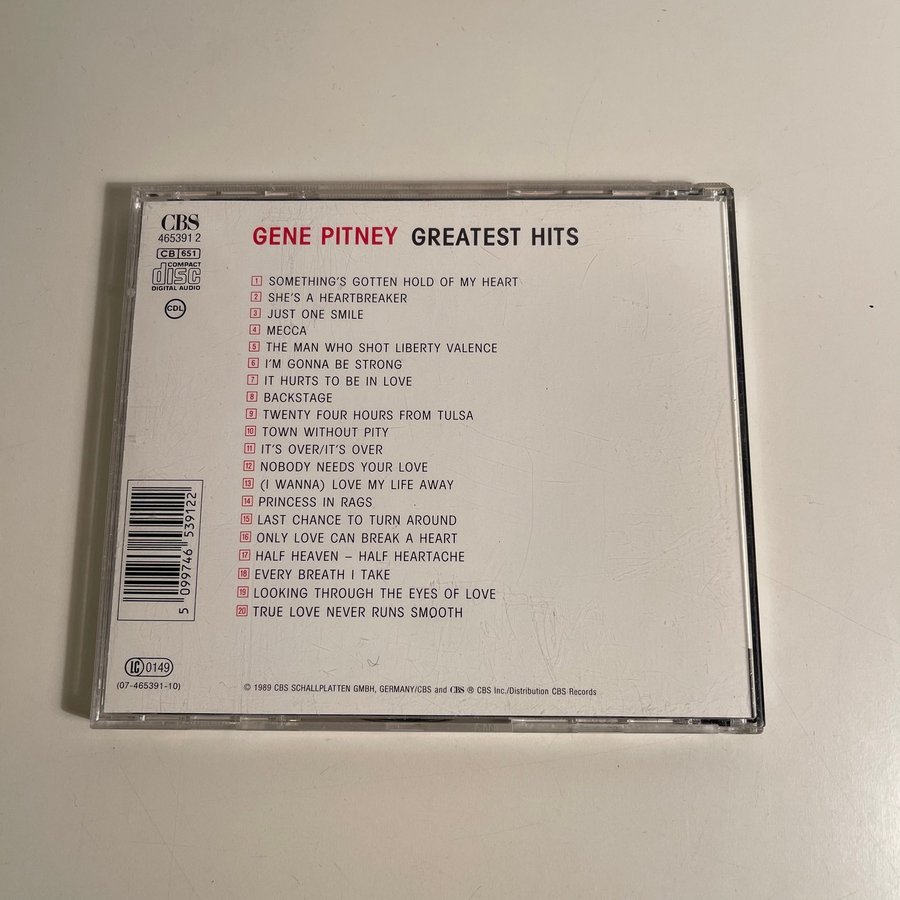 CBS
465391 2
CB 651
COMPACT
disc
DIGITAL AUDIO
CDL
GENE PITNEY GREATEST HITS
1 SOMETHING'S GOTTEN HOLD OF MY HEART
2 SHE'S A HEARTBREAKER
3 JUST ONE SMILE
4 MECCA
5 THE MAN WHO SHOT LIBERTY VALENCE
6 I'M GONNA BE STRONG
7 IT HURTS TO BE IN LOVE
8 BACKSTAGE
9 TWENTY FOUR HOURS FROM TULSA
10 TOWN WITHOUT PITY
11 IT'S OVER/IT'S OVER
12 NOBODY NEEDS YOUR LOVE
13 (I WANNA) LOVE MY LIFE AWAY
14 PRINCESS IN RAGS
15 LAST CHANCE TO TURN AROUND
16 ONLY LOVE CAN BREAK A HEART
17 HALF HEAVEN – HALF HEARTACHE
18 EVERY BREATH I TAKE
19 LOOKING THROUGH THE EYES OF LOVE
20 TRUE LOVE NEVER RUNS SMOOTH
5 099746 539122
LC 0149
(07-465391-10)
© 1989 CBS SCHALLPLATTEN GMBH, GERMANY/CBS and CBS ® CBS Inc./Distribution CBS Records